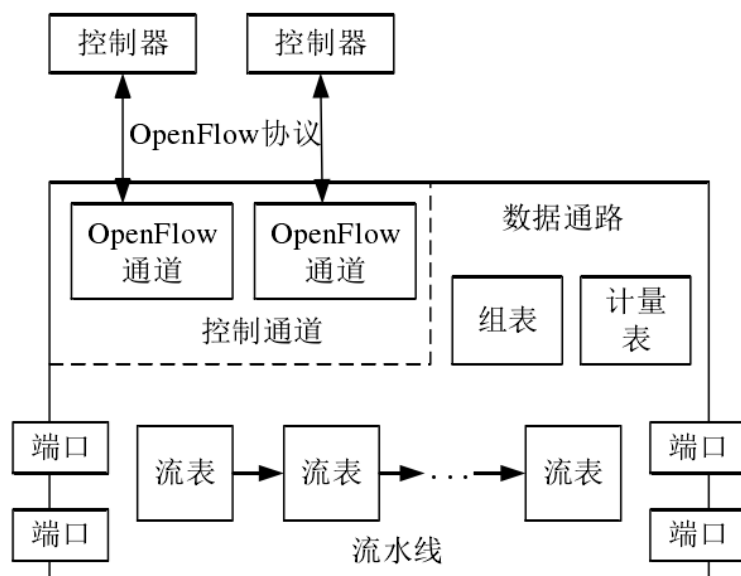 控制器
控制器
OpenFlow协议
OpenFlow
通道
OpenFlow
通道
数据通路
控制通道
组表
计量
表
端口
流表
流表
...
流表
端口
端口
流水线
端口